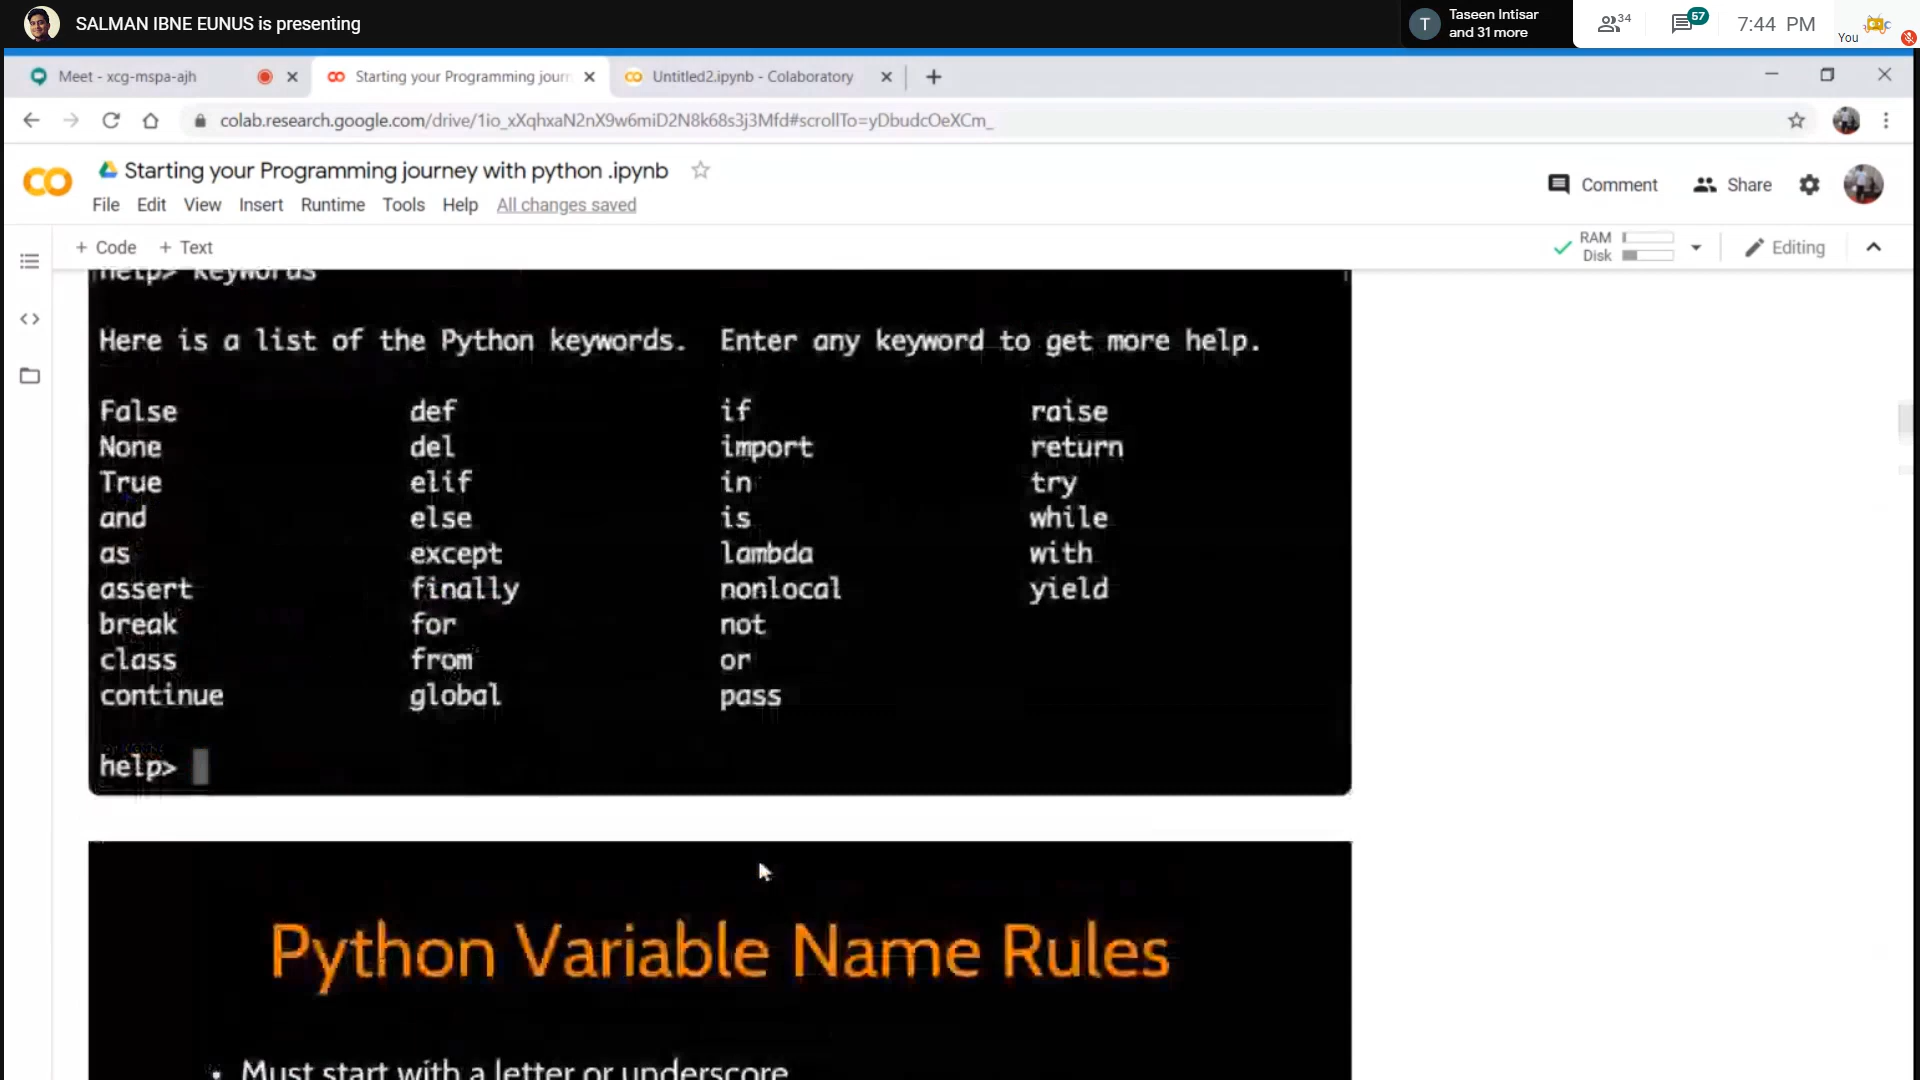 SALMAN IBNE EUNUS is presenting
T Taseen Intisar
and 31 more
34
57
7:44 PM
You
Meet - xcg-mspa-ajh
Starting your Programming journ
Untitled2.ipynb - Colaboratory
colab.research.google.com/drive/1io_xXqhxaN2nX9w6miD2N8k68s3j3Mfd#scrollTo=yDbudcOeXCm_
Starting your Programming journey with python .ipynb
Comment Share
File Edit View Insert Runtime Tools Help All changes saved
+ Code + Text
RAM
Disk
Editing
help> keywords
Here is a list of the Python keywords. Enter any keyword to get more help.
False def if raise
None del import return
True elif in try
and else is while
as except lambda with
assert finally nonlocal yield
break for not
class from or
continue global pass
help>
Python Variable Name Rules
• Must start with a letter or underscore